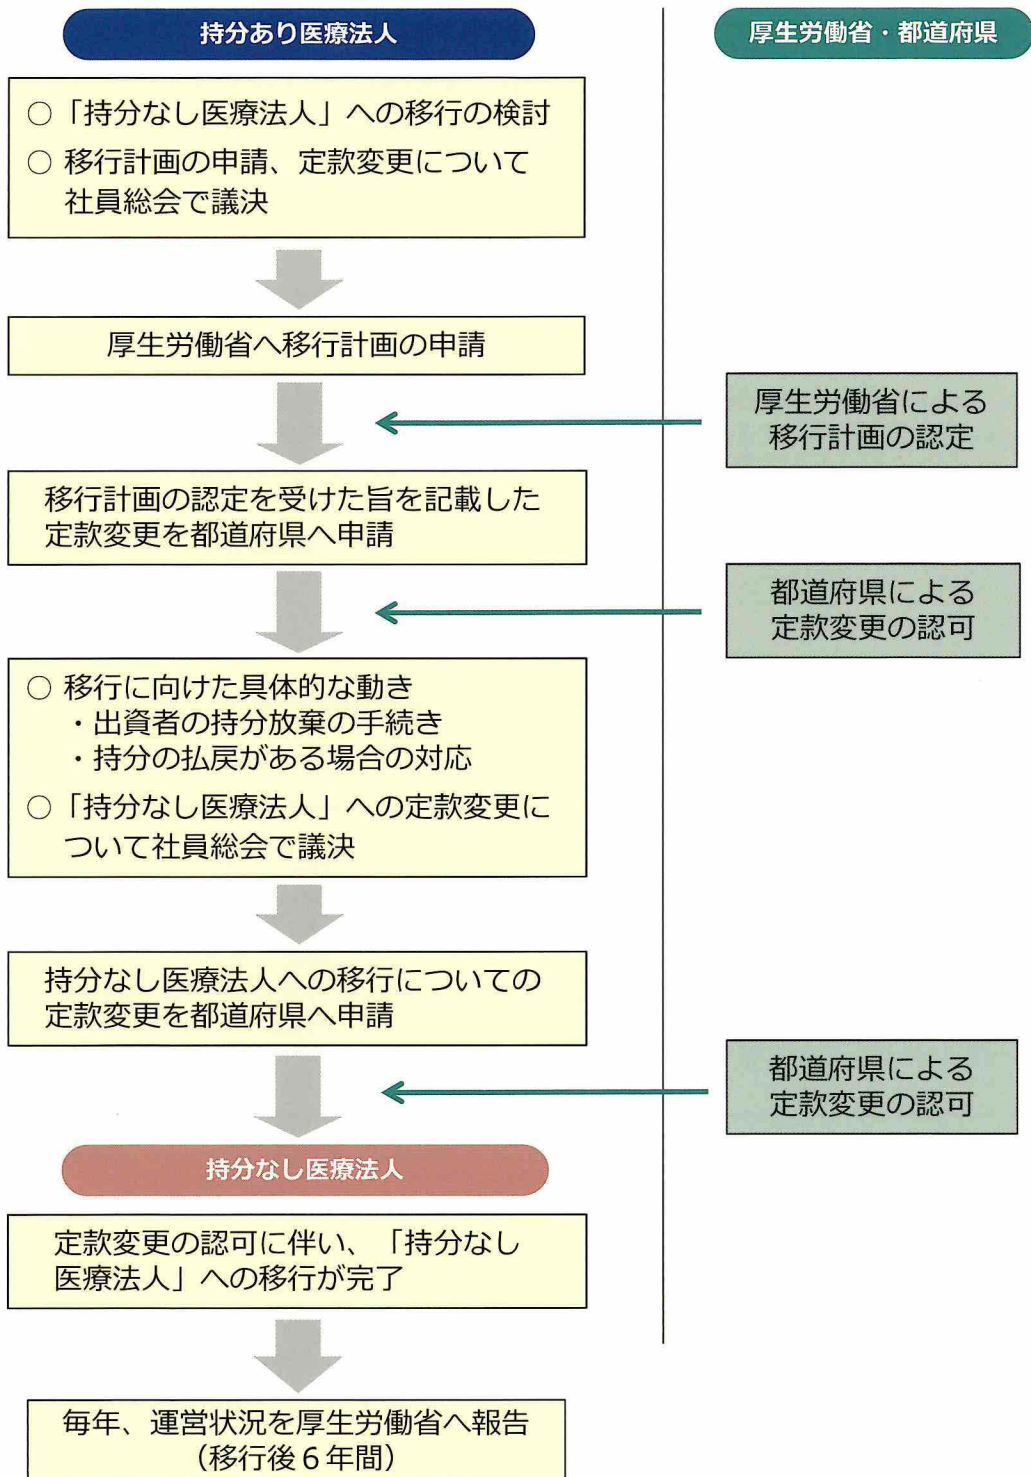 持分あり医療法人
厚生労働省・都道府県
○ 「持分なし医療法人」への移行の検討
○ 移行計画の申請、定款変更について
社員総会で議決
厚生労働省へ移行計画の申請
厚生労働省による
移行計画の認定
移行計画の認定を受けた旨を記載した
定款変更を都道府県へ申請
都道府県による
定款変更の認可
○ 移行に向けた具体的な動き
・出資者の持分放棄の手続き
・持分の払戻がある場合の対応
○ 「持分なし医療法人」への定款変更に
ついて社員総会で議決
持分なし医療法人への移行についての
定款変更を都道府県へ申請
都道府県による
定款変更の認可
持分なし医療法人
定款変更の認可に伴い、「持分なし
医療法人」への移行が完了
毎年、運営状況を厚生労働省へ報告
（移行後６年間）